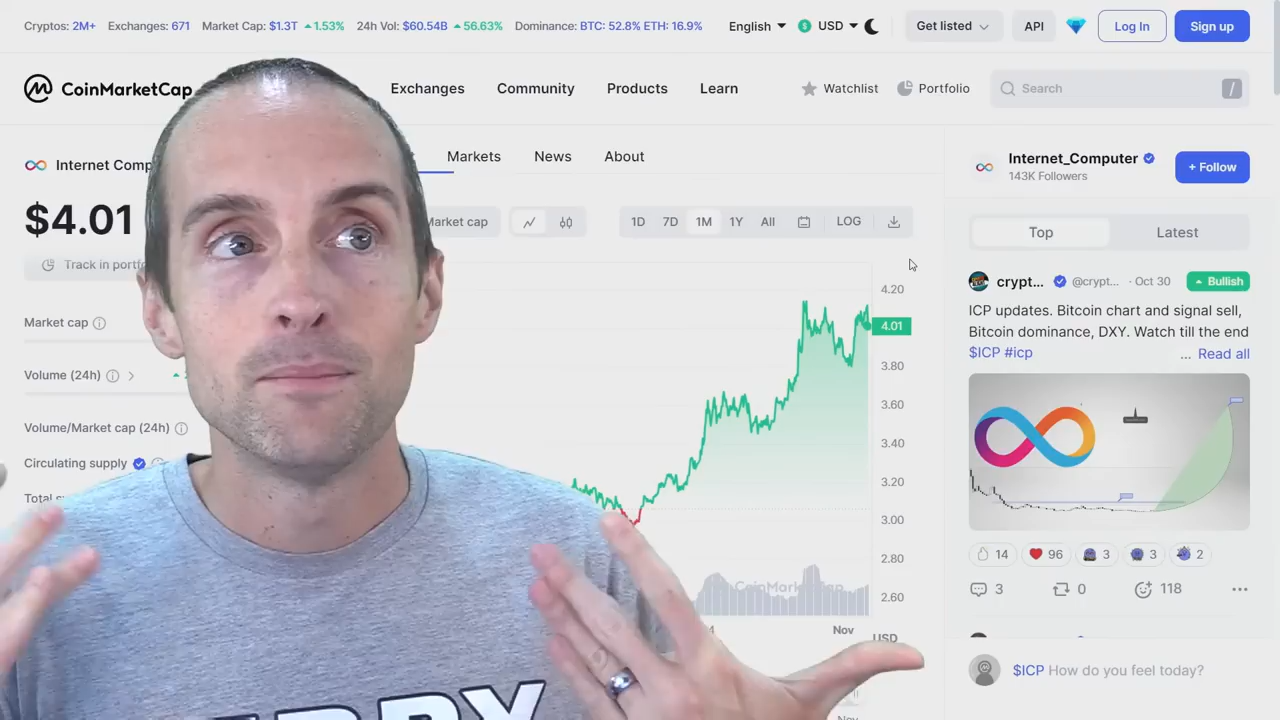 Cryptos: 2M+ Exchanges: 671 Market Cap: $1.3T 1.53% 24h Vol: $60.54B 56.63% Dominance: BTC: 52.8% ETH: 16.9% English USD Get listed API Log In Sign up
CoinMarketCap Exchanges Community Products Learn Watchlist Portfolio Search /
Internet Comp Markets News About
$4.01 Market cap 1D 7D 1M 1Y All LOG
Track in portfo
Market cap
Volume (24h)
Volume/Market cap (24h)
Circulating supply
Total s
4.20
4.01
3.80
3.60
3.40
3.20
3.00
2.80
2.60
CoinMarketCap
4 Nov USD
Nov
Internet_Computer
143K Followers
+ Follow
Top Latest
crypt... @crypt... · Oct 30 Bullish
ICP updates. Bitcoin chart and signal sell,
Bitcoin dominance, DXY. Watch till the end
$ICP #icp ... Read all
14 96 3 3 2
3 0 118 ...
$ICP How do you feel today?